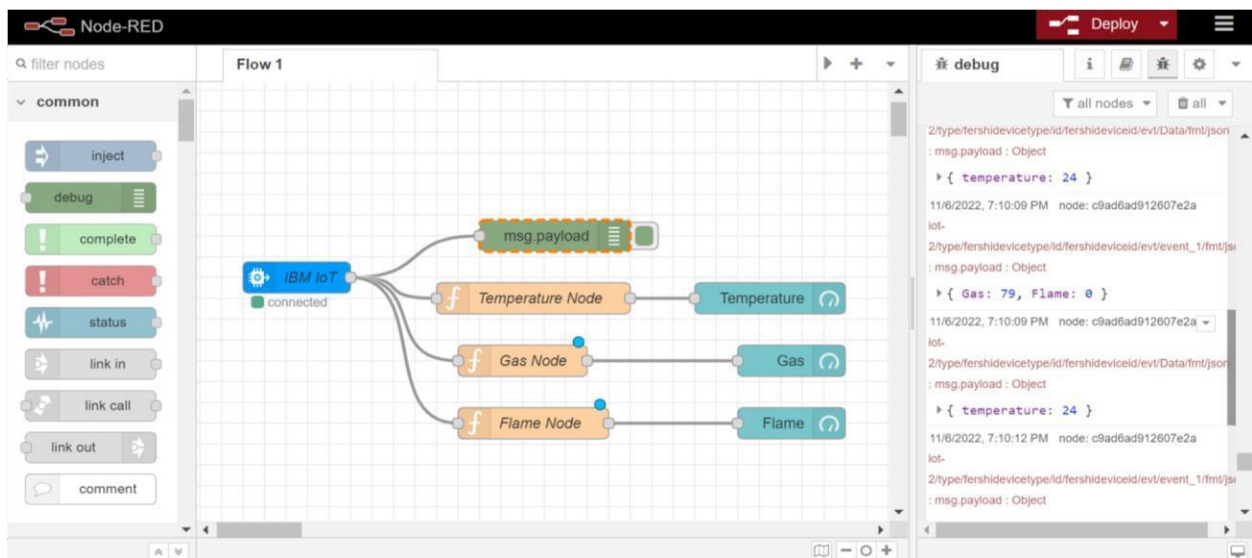 Node-RED
Deploy
filter nodes
Flow 1
debug
i
all nodes
all
common
inject
debug
complete
catch
status
link in
link call
link out
comment
msg.payload
IBM IoT
connected
Temperature Node
Temperature
Gas Node
Gas
Flame Node
Flame
2/type/fershidevicetype/id/fershideviceid/evt/Data/fmt/json
: msg.payload : Object
{ temperature: 24 }
11/6/2022, 7:10:09 PM node: c9ad6ad912607e2a
iot-
2/type/fershidevicetype/id/fershideviceid/evt/event_1/fmt/js
: msg.payload : Object
{ Gas: 79, Flame: 0 }
11/6/2022, 7:10:09 PM node: c9ad6ad912607e2a
iot-
2/type/fershidevicetype/id/fershideviceid/evt/Data/fmt/json
: msg.payload : Object
{ temperature: 24 }
11/6/2022, 7:10:12 PM node: c9ad6ad912607e2a
iot-
2/type/fershidevicetype/id/fershideviceid/evt/event_1/fmt/js
: msg.payload : Object